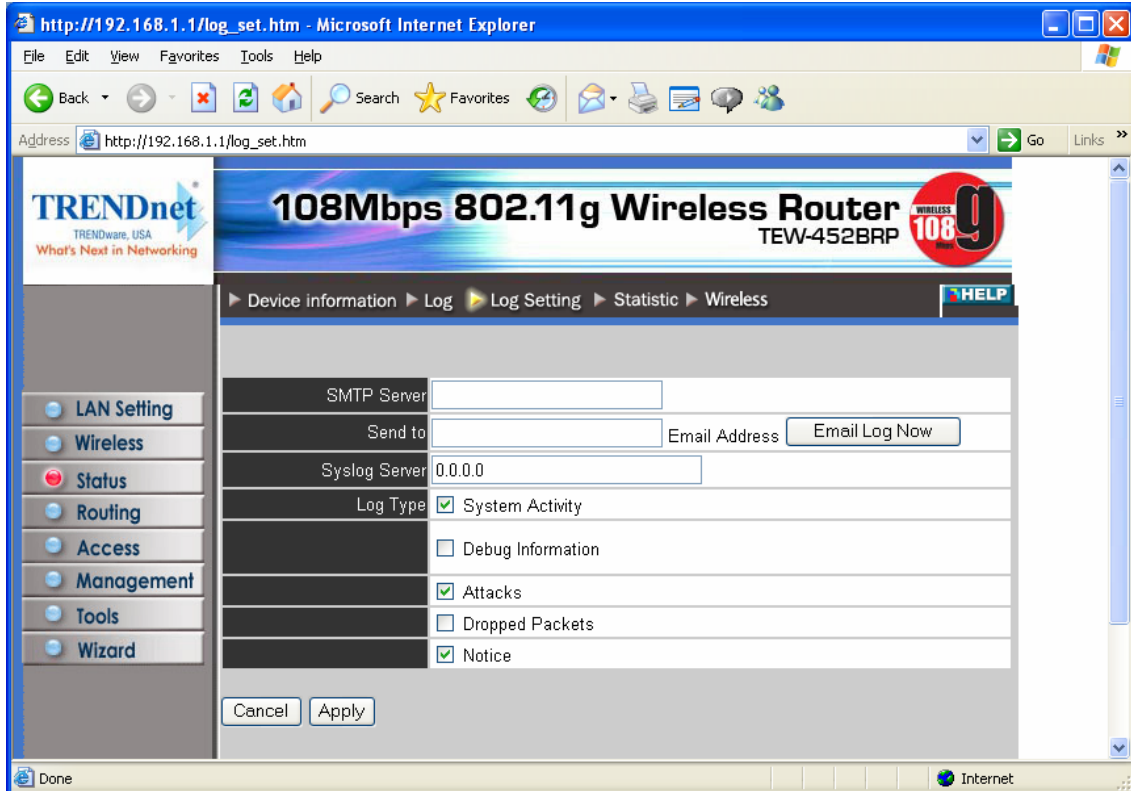 http://192.168.1.1/log_set.htm - Microsoft Internet Explorer
File Edit View Favorites Tools Help
Back Search Favorites
Address http://192.168.1.1/log_set.htm Go Links »
TRENDnet
TRENDware, USA
What's Next in Networking
108Mbps 802.11g Wireless Router
TEW-452BRP
WIRELESS
108
Mbps
g
Device information Log Log Setting Statistic Wireless HELP
LAN Setting
Wireless
Status
Routing
Access
Management
Tools
Wizard
SMTP Server
Send to Email Address Email Log Now
Syslog Server 0.0.0.0
Log Type System Activity
Debug Information
Attacks
Dropped Packets
Notice
Cancel Apply
Done Internet